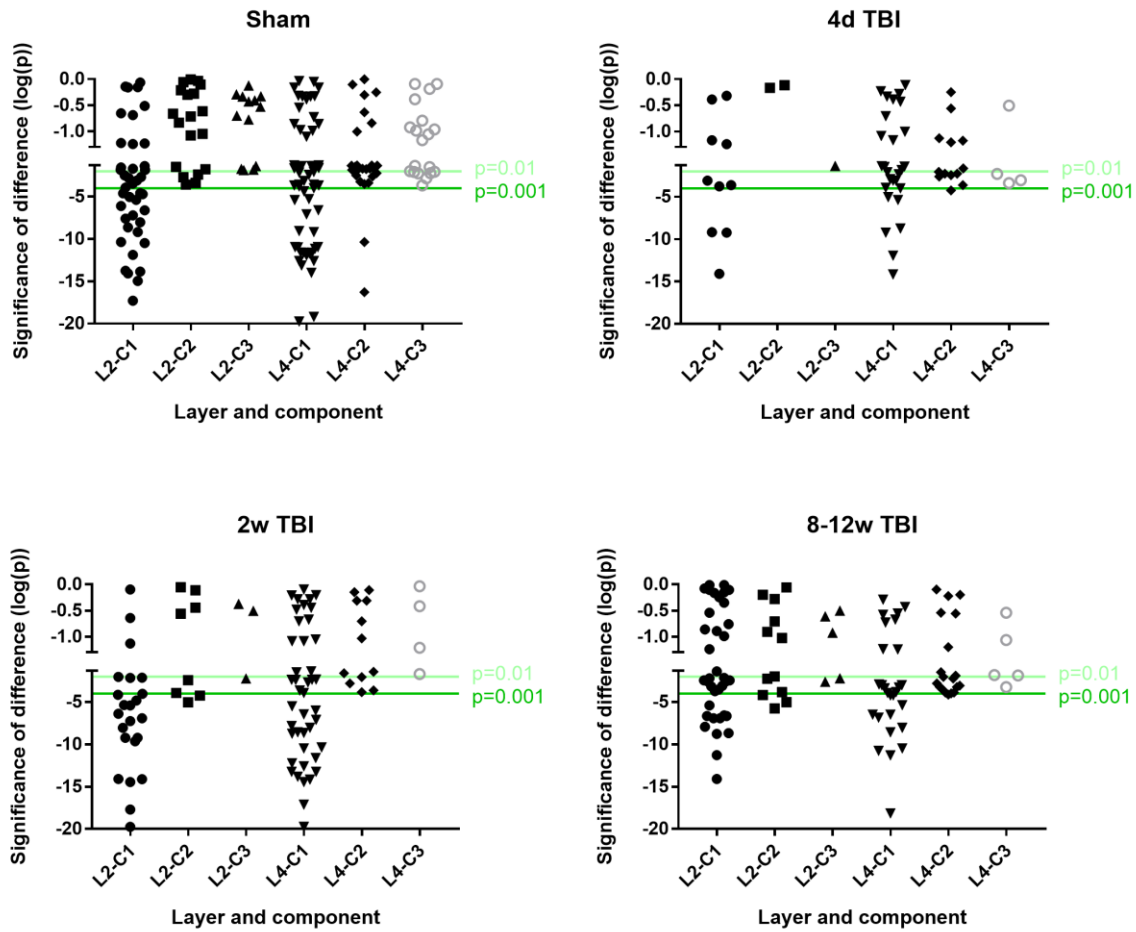 Sham
Significance of difference (log(p))
0.0
-0.5
-1.0
-5
-10
-15
-20
p=0.01
p=0.001
L2-C1
L2-C2
L2-C3
L4-C1
L4-C2
L4-C3
Layer and component
4d TBI
Significance of difference (log(p))
0.0
-0.5
-1.0
-5
-10
-15
-20
p=0.01
p=0.001
L2-C1
L2-C2
L2-C3
L4-C1
L4-C2
L4-C3
Layer and component
2w TBI
Significance of difference (log(p))
0.0
-0.5
-1.0
-5
-10
-15
-20
p=0.01
p=0.001
L2-C1
L2-C2
L2-C3
L4-C1
L4-C2
L4-C3
Layer and component
8-12w TBI
Significance of difference (log(p))
0.0
-0.5
-1.0
-5
-10
-15
-20
p=0.01
p=0.001
L2-C1
L2-C2
L2-C3
L4-C1
L4-C2
L4-C3
Layer and component